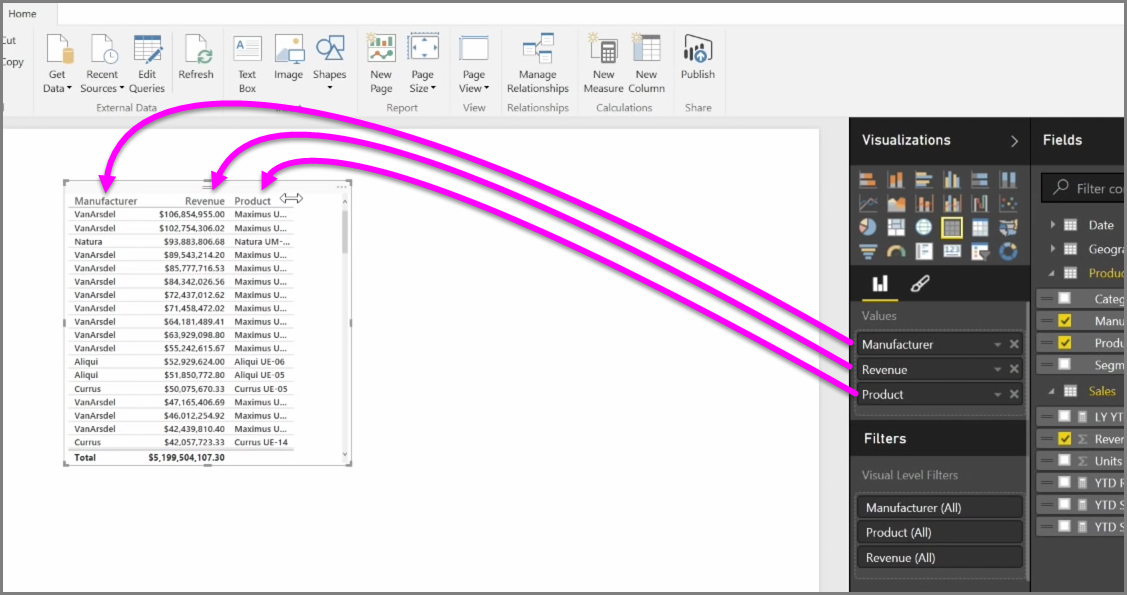 Home
Cut
Copy
Get Data
Recent Sources
Edit Queries
Refresh
Text Box
Image
Shapes
New Page
Page Size
Page View
Manage Relationships
New Measure
New Column
Publish
External Data
Report
View
Relationships
Calculations
Share
Manufacturer Revenue Product
VanArsdel $106,854,955.00 Maximus U...
VanArsdel $102,754,306.02 Maximus U...
Natura $93,883,806.68 Natura UM-...
VanArsdel $89,543,214.20 Maximus U...
VanArsdel $85,777,716.53 Maximus U...
VanArsdel $84,342,026.56 Maximus U...
VanArsdel $72,437,012.62 Maximus U...
VanArsdel $71,458,472.02 Maximus U...
VanArsdel $64,181,489.41 Maximus U...
VanArsdel $63,929,098.80 Maximus U...
VanArsdel $55,242,615.67 Maximus U...
Aliqui $52,929,624.00 Aliqui UE-06
Aliqui $51,850,772.80 Aliqui UE-05
Currus $50,075,670.33 Currus UE-05
VanArsdel $47,165,406.69 Maximus U...
VanArsdel $46,012,254.92 Maximus U...
VanArsdel $42,439,810.40 Maximus U...
Currus $42,057,723.33 Currus UE-14
Total $5,199,504,107.30
Visualizations
Values
Manufacturer
Revenue
Product
Filters
Visual Level Filters
Manufacturer (All)
Product (All)
Revenue (All)
Fields
Filter co
Date
Geogra
Produc
Categ
Manu
Produ
Segm
Sales
LY YT
Rever
Units
YTD R
YTD S
YTD S